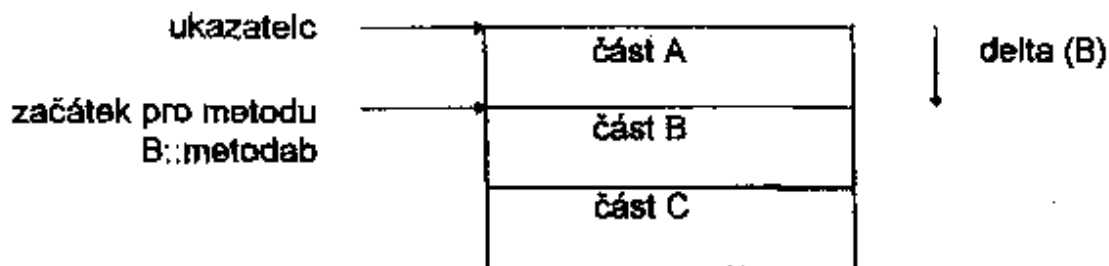 ukazatelc
část A
delta (B)
začátek pro metodu
B::metodab
část B
část C